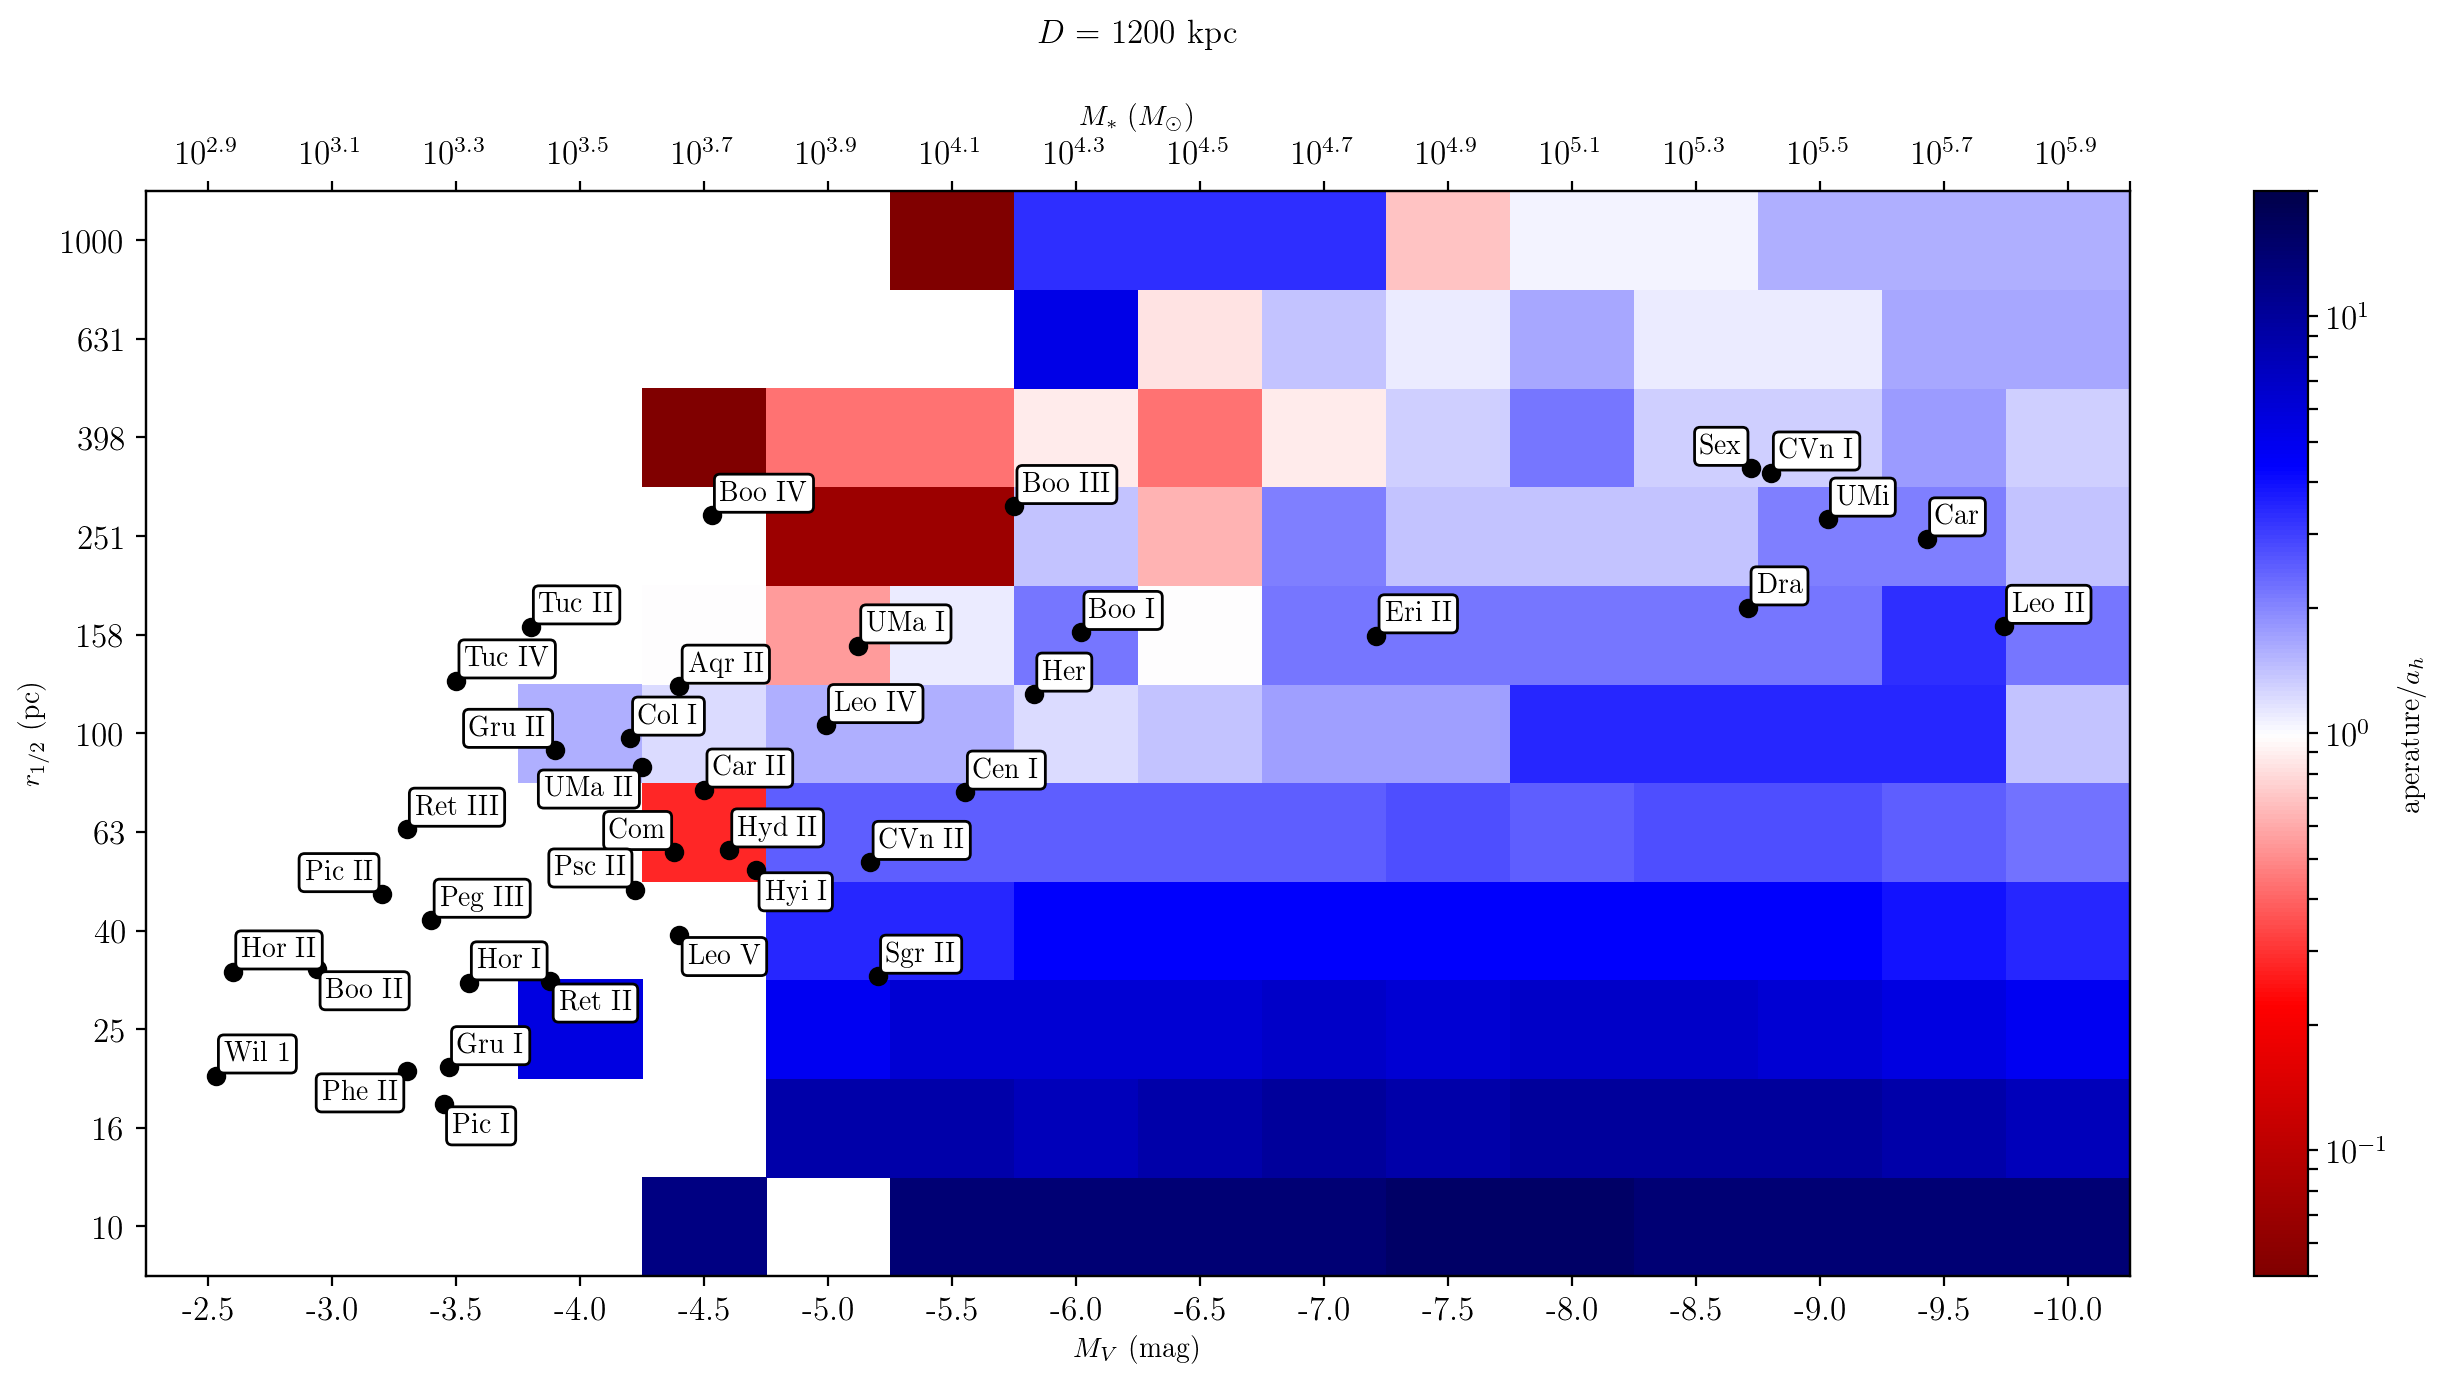 D = 1200 kpc
M_* (M_⊙)
10^2.9 10^3.1 10^3.3 10^3.5 10^3.7 10^3.9 10^4.1 10^4.3 10^4.5 10^4.7 10^4.9 10^5.1 10^5.3 10^5.5 10^5.7 10^5.9
1000
631
398
251
158
100
63
40
25
16
10
r_1/2 (pc)
Sex
CVn I
Boo IV
Boo III
UMi
Car
Dra
Tuc II
UMa I
Boo I
Eri II
Leo II
Tuc IV
Aqr II
Her
Gru II
Col I
Leo IV
UMa II
Car II
Cen I
Ret III
Com
Hyd II
CVn II
Pic II
Psc II
Peg III
Hyi I
Hor II
Boo II
Hor I
Ret II
Leo V
Sgr II
Wil 1
Gru I
Phe II
Pic I
-2.5 -3.0 -3.5 -4.0 -4.5 -5.0 -5.5 -6.0 -6.5 -7.0 -7.5 -8.0 -8.5 -9.0 -9.5 -10.0
M_V (mag)
10^1
10^0
10^−1
aperature/a_h